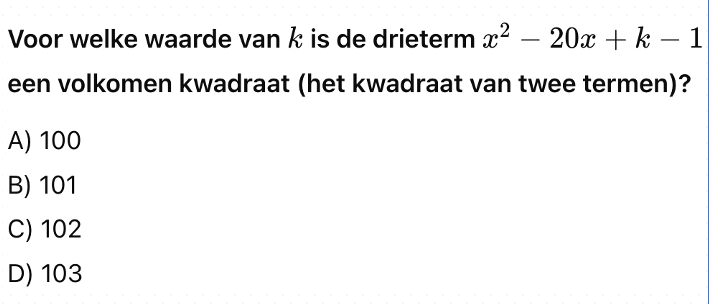 Voor welke waarde van k is de drieterm x² − 20x + k − 1
een volkomen kwadraat (het kwadraat van twee termen)?
A) 100
B) 101
C) 102
D) 103